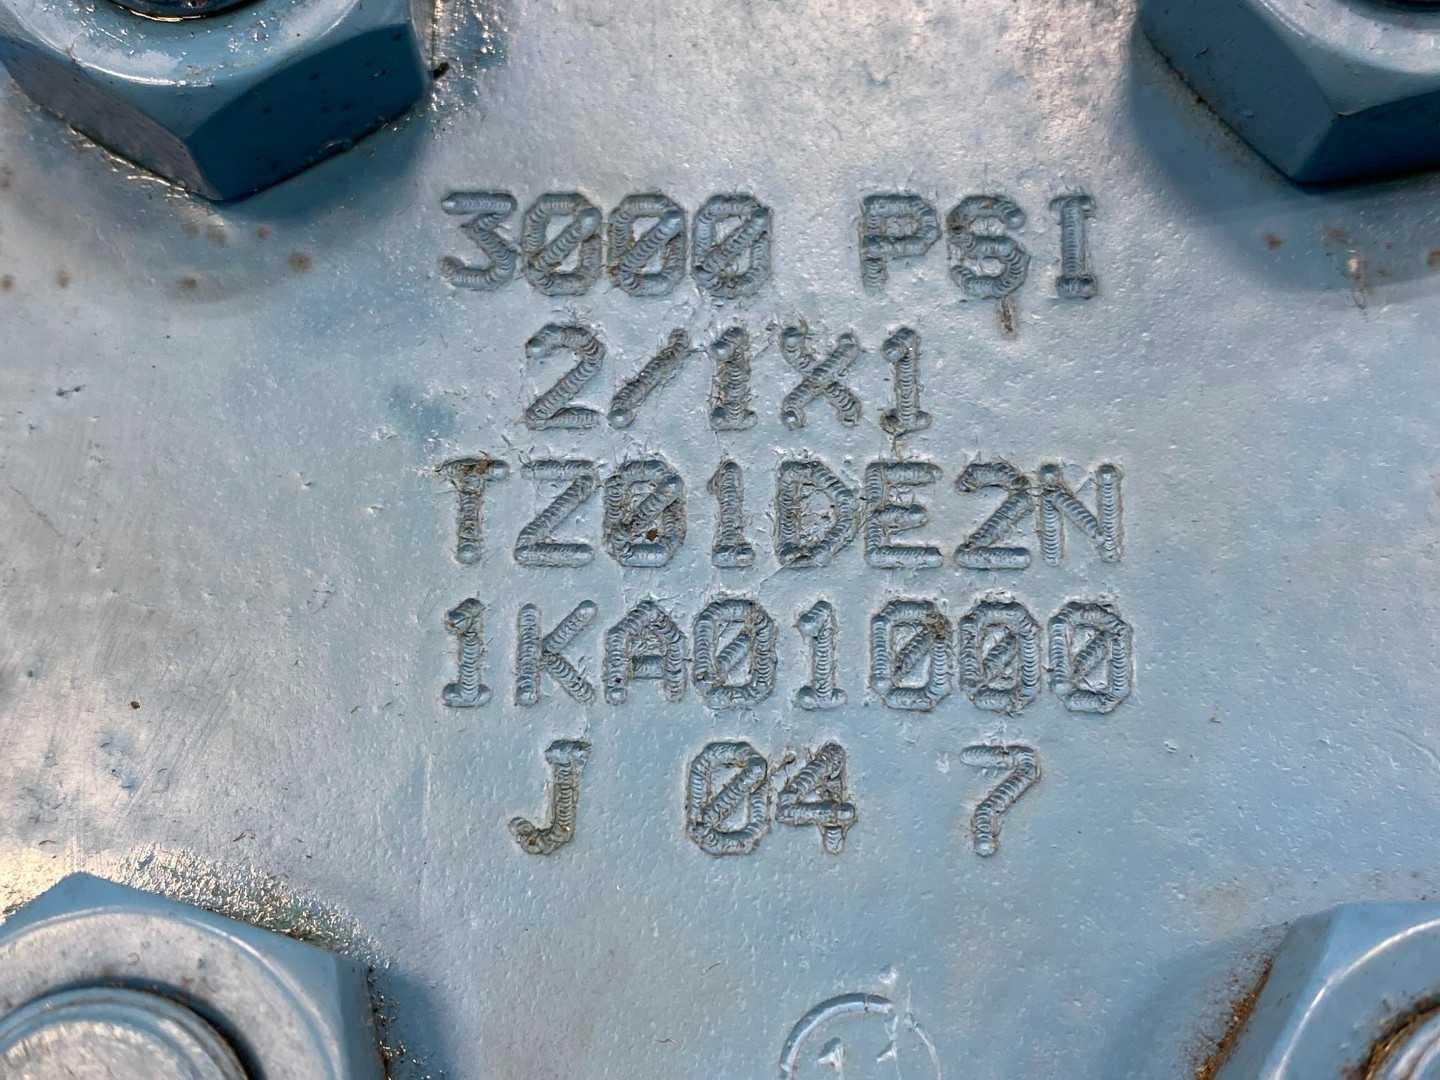 3000 PSI
2/1X1
TZ01DE2N
1KA01000
J 04 7